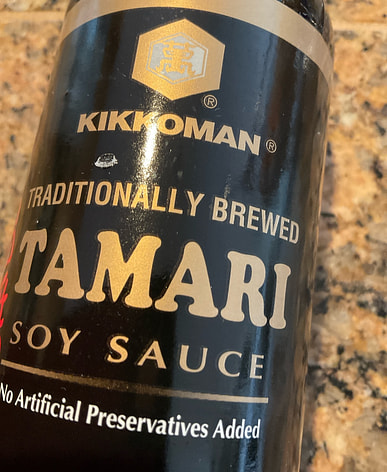 KIKKOMAN®
TRADITIONALLY BREWED
TAMARI
SOY SAUCE
No Artificial Preservatives Added